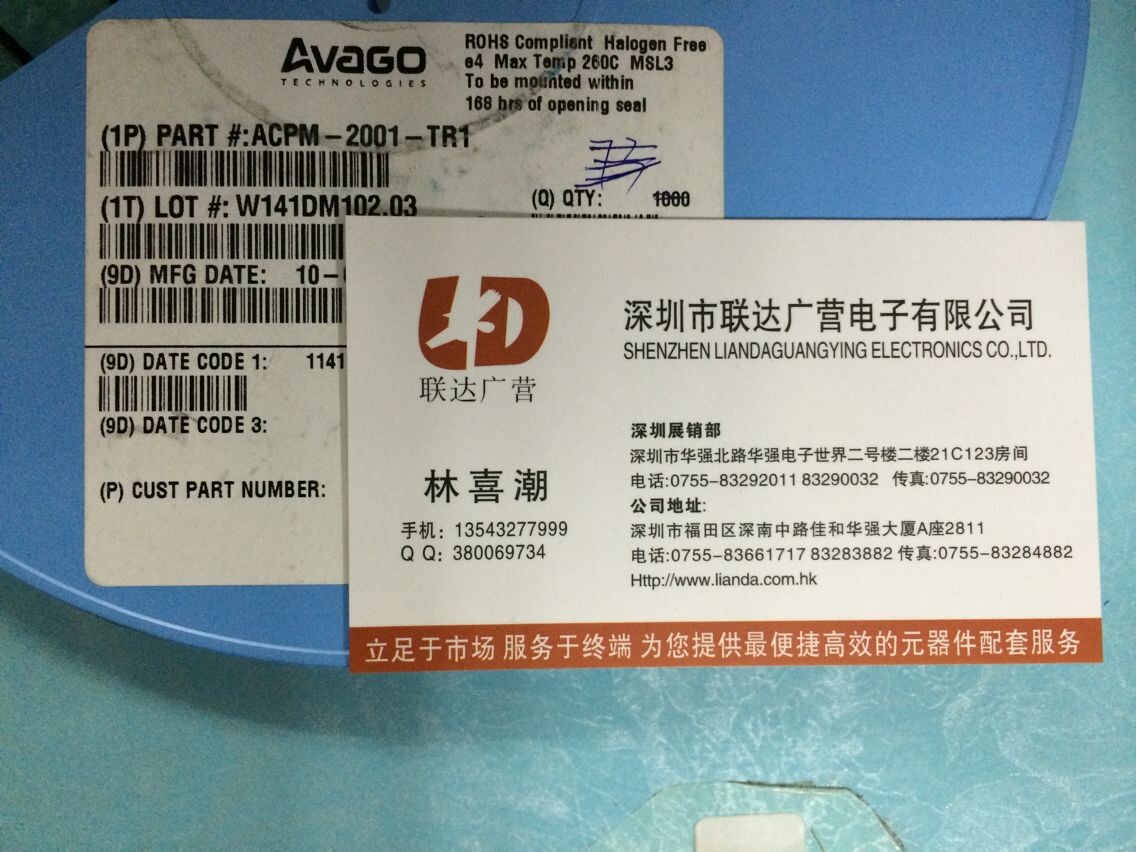 AVAGO
TECHNOLOGIES
ROHS Compliant Halogen Free
e4 Max Temp 260C MSL3
To be mounted within
168 hrs of opening seal
(1P) PART #:ACPM-2001-TR1
(1T) LOT #: W141DM102.03
(Q) QTY: 1000
(9D) MFG DATE: 10-
(9D) DATE CODE 1: 1141
(9D) DATE CODE 3:
(P) CUST PART NUMBER:
LD
联达广营
深圳市联达广营电子有限公司
SHENZHEN LIANDAGUANGYING ELECTRONICS CO.,LTD.
林喜潮
手机：13543277999
Q Q：380069734
深圳展销部
深圳市华强北路华强电子世界二号楼二楼21C123房间
电话:0755-83292011 83290032 传真:0755-83290032
公司地址:
深圳市福田区深南中路佳和华强大厦A座2811
电话:0755-83661717 83283882 传真:0755-83284882
Http://www.lianda.com.hk
立足于市场 服务于终端 为您提供最便捷高效的元器件配套服务